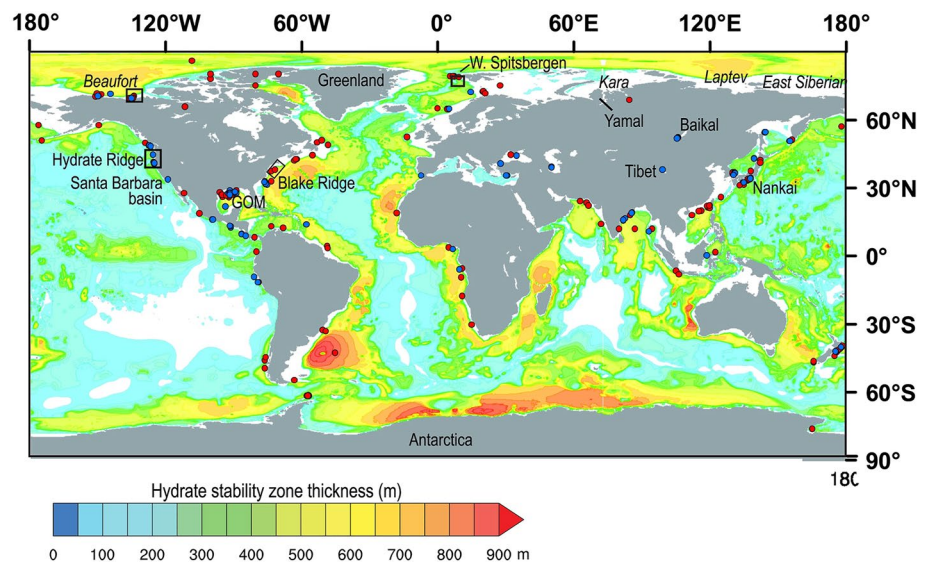 180° 120°W 60°W 0° 60°E 120°E 180°
W. Spitsbergen
Beaufort
Greenland
Kara
Laptev
East Siberian
Yamal
60°N
Baikal
Hydrate Ridge
Tibet
Santa Barbara
basin
Blake Ridge
Nankai
30°N
GOM
0°
30°S
60°S
Antarctica
90°
180
Hydrate stability zone thickness (m)
0 100 200 300 400 500 600 700 800 900 m